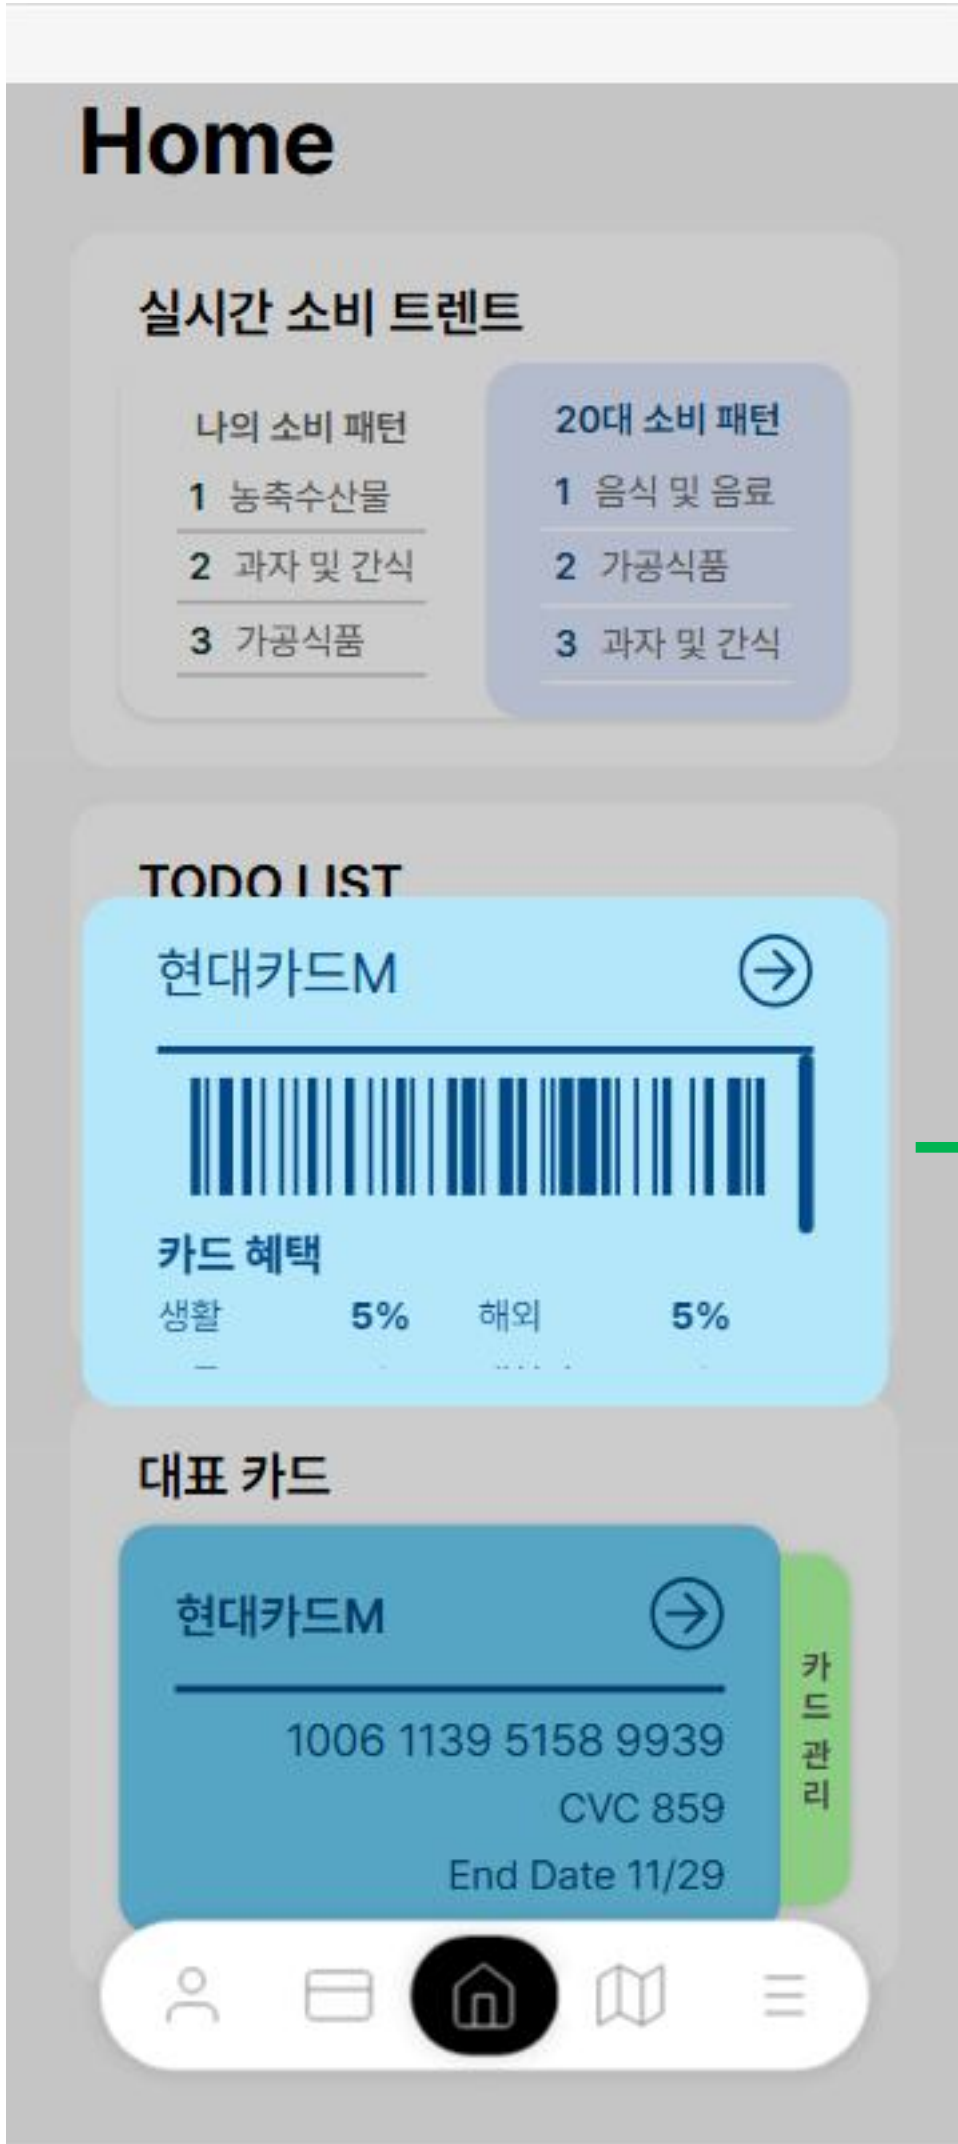 Home
실시간 소비 트렌트
나의 소비 패턴
1 농축수산물
2 과자 및 간식
3 가공식품
20대 소비 패턴
1 음식 및 음료
2 가공식품
3 과자 및 간식
TODO LIST
현대카드M
카드 혜택
생활 5% 해외 5%
대표 카드
현대카드M
1006 1139 5158 9939
CVC 859
End Date 11/29
카드 관리